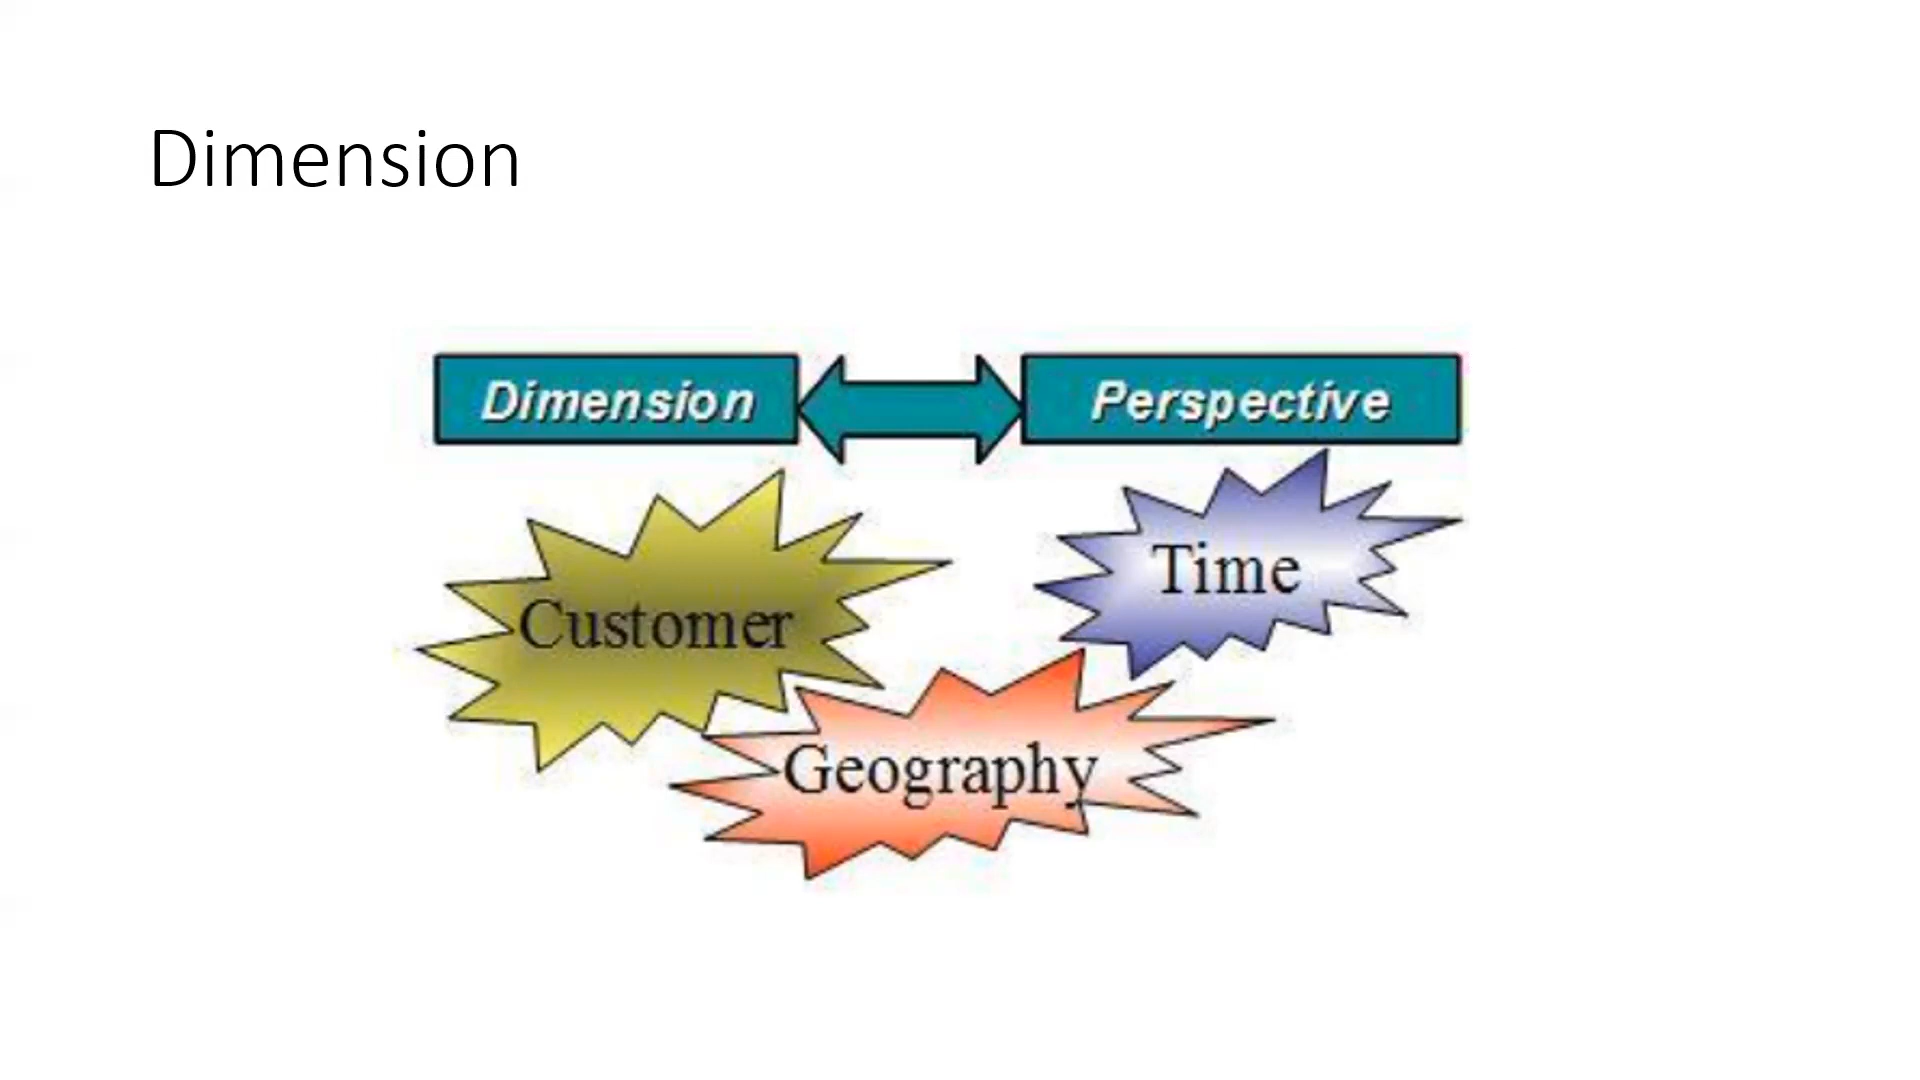 Dimension
Dimension
Perspective
Time
Customer
Geography